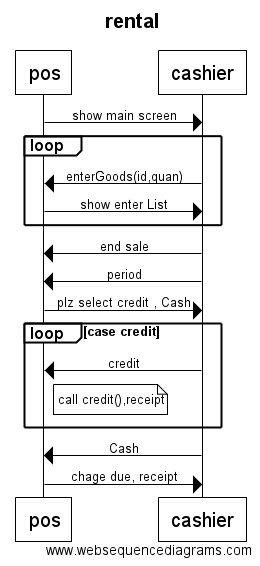 rental
pos cashier
show main screen
loop
enterGoods(id,quan)
show enter List
end sale
period
plz select credit , Cash
loop [case credit]
credit
call credit(),receipt
Cash
chage due, receipt
pos cashier
www.websequencediagrams.com